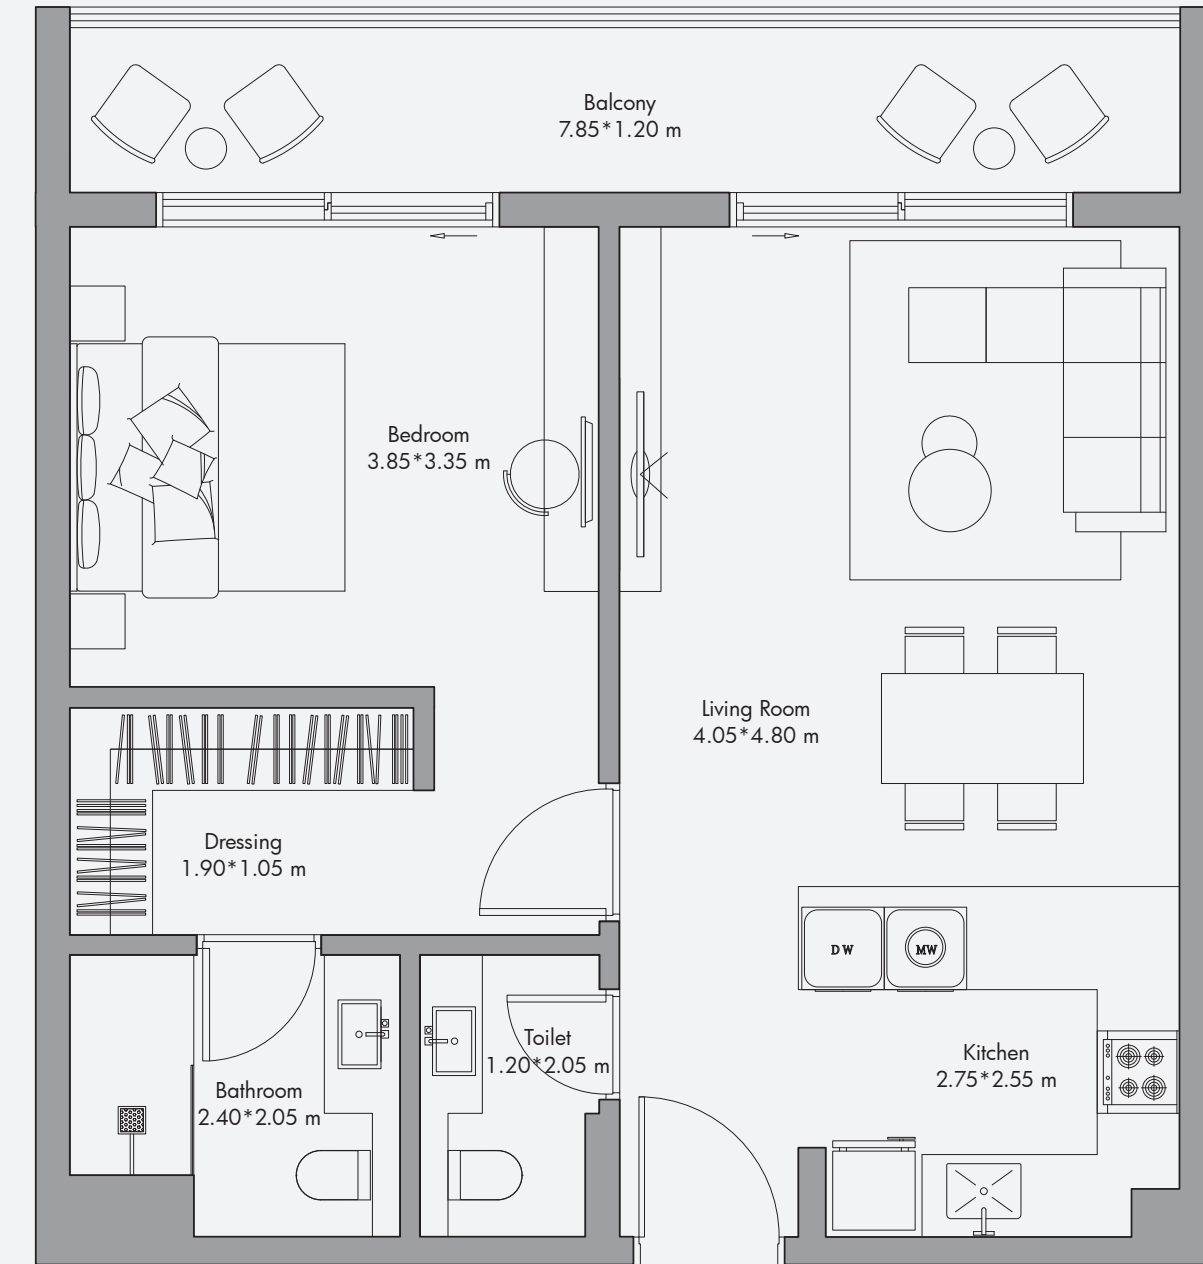 Balcony
7.85*1.20 m
Bedroom
3.85*3.35 m
Living Room
4.05*4.80 m
Dressing
1.90*1.05 m
DW
MW
Toilet
1.20*2.05 m
Kitchen
2.75*2.55 m
Bathroom
2.40*2.05 m